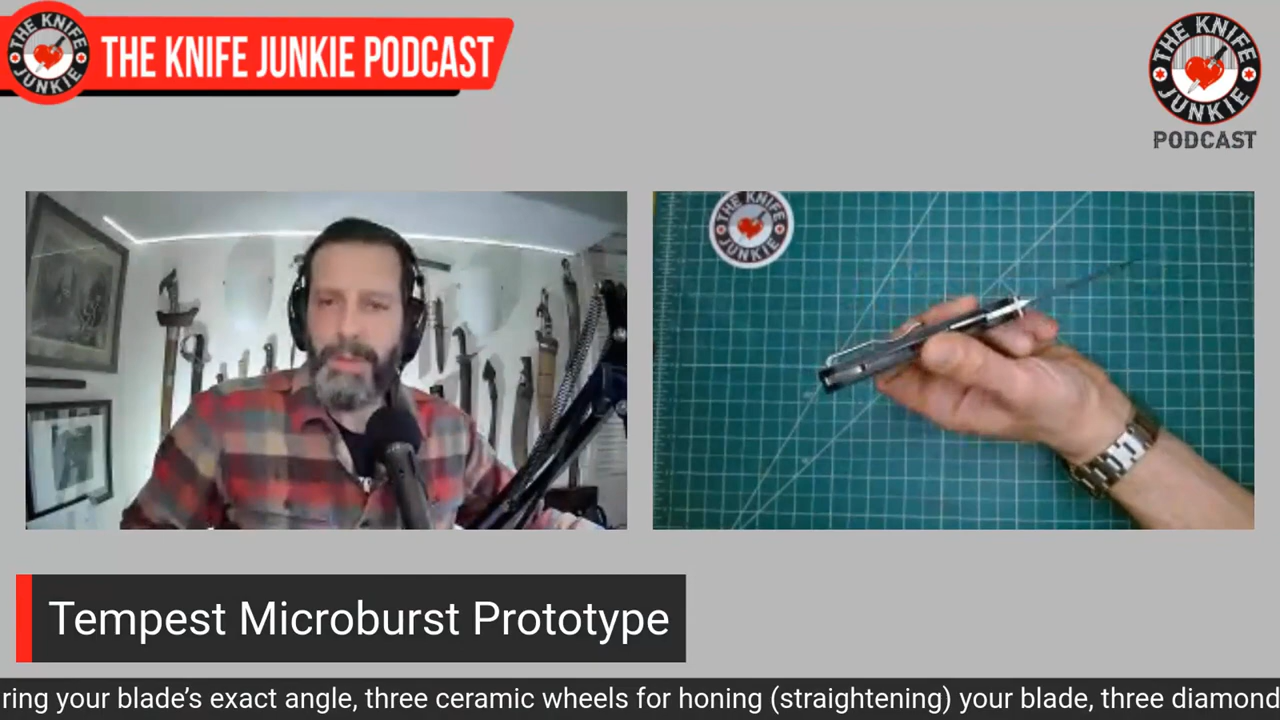 THE KNIFE JUNKIE
THE KNIFE JUNKIE PODCAST
THE KNIFE JUNKIE
PODCAST
THE KNIFE JUNKIE
Tempest Microburst Prototype
ring your blade’s exact angle, three ceramic wheels for honing (straightening) your blade, three diamond